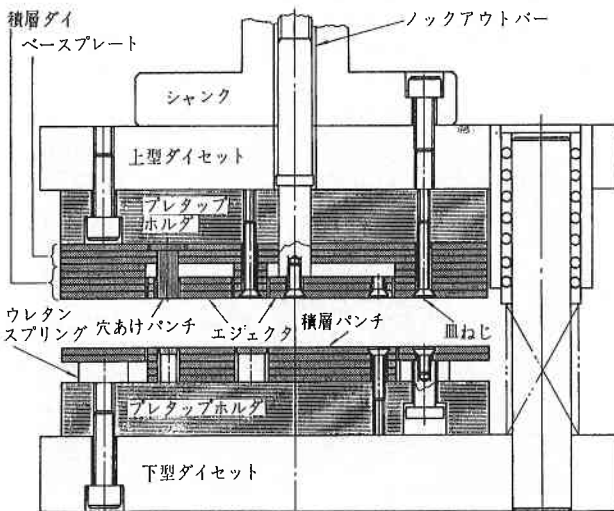 積層ダイ
ベースプレート
ノックアウトバー
シャンク
上型ダイセット
プレタップ
ホルダ
ウレタン
スプリング
穴あけパンチ
エジェクタ
積層パンチ
皿ねじ
プレタップホルダ
下型ダイセット